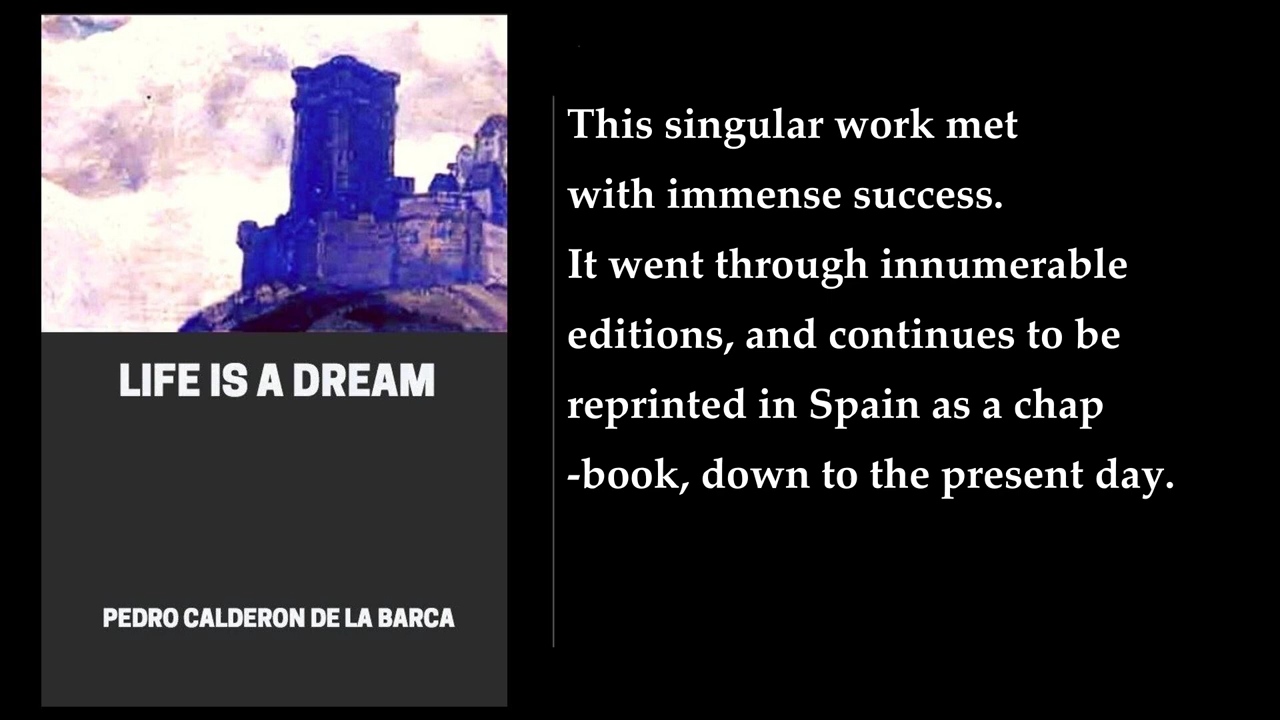 LIFE IS A DREAM
PEDRO CALDERON DE LA BARCA
This singular work met
with immense success.
It went through innumerable
editions, and continues to be
reprinted in Spain as a chap
-book, down to the present day.